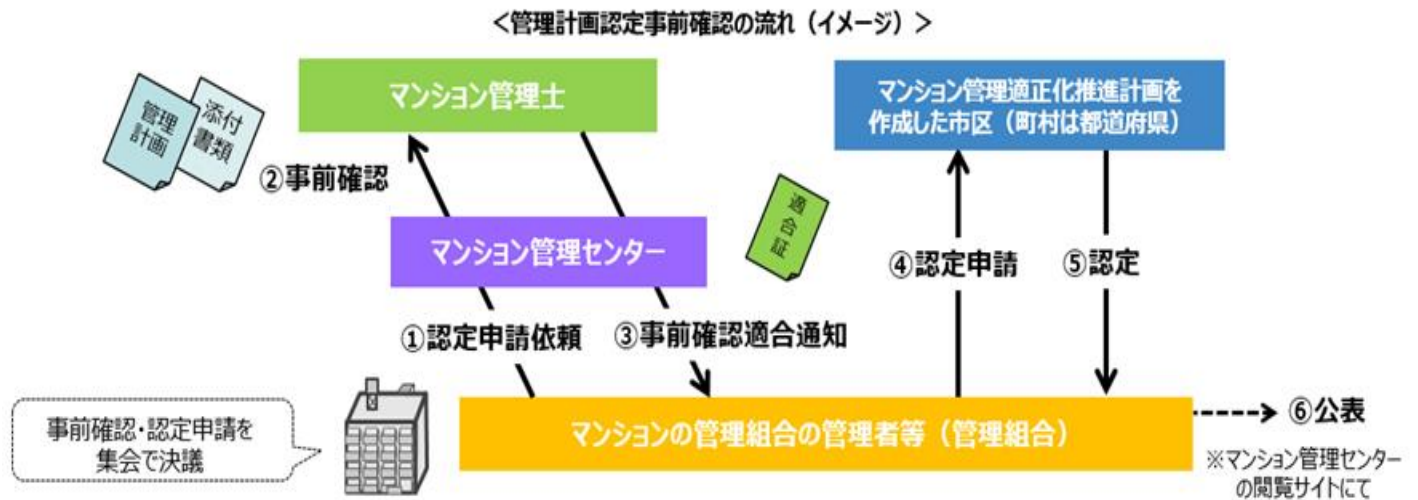 ＜管理計画認定事前確認の流れ（イメージ）＞
マンション管理士
マンション管理適正化推進計画を
作成した市区（町村は都道府県）
管理
計画
添付
書類
②事前確認
適合証
マンション管理センター
④認定申請
⑤認定
①認定申請依頼
③事前確認適合通知
事前確認・認定申請を
集会で決議
マンションの管理組合の管理者等（管理組合）
⑥公表
※マンション管理センター
の閲覧サイトにて